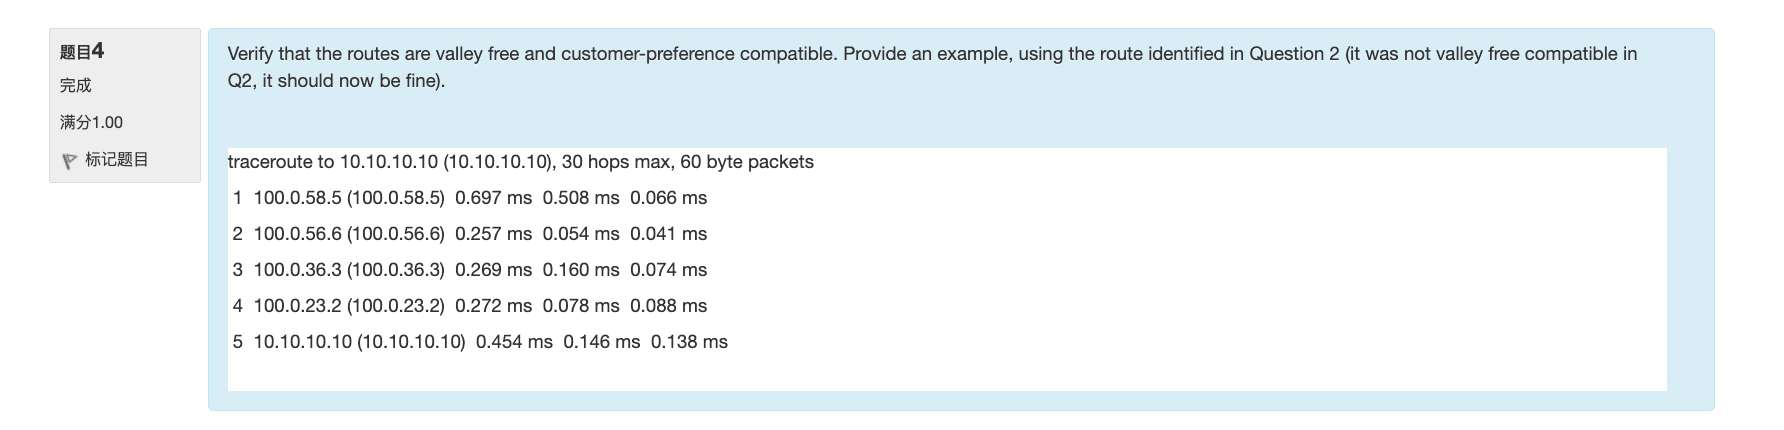 题目4
完成
满分1.00
标记题目
Verify that the routes are valley free and customer-preference compatible. Provide an example, using the route identified in Question 2 (it was not valley free compatible in
Q2, it should now be fine).
traceroute to 10.10.10.10 (10.10.10.10), 30 hops max, 60 byte packets
1 100.0.58.5 (100.0.58.5) 0.697 ms 0.508 ms 0.066 ms
2 100.0.56.6 (100.0.56.6) 0.257 ms 0.054 ms 0.041 ms
3 100.0.36.3 (100.0.36.3) 0.269 ms 0.160 ms 0.074 ms
4 100.0.23.2 (100.0.23.2) 0.272 ms 0.078 ms 0.088 ms
5 10.10.10.10 (10.10.10.10) 0.454 ms 0.146 ms 0.138 ms